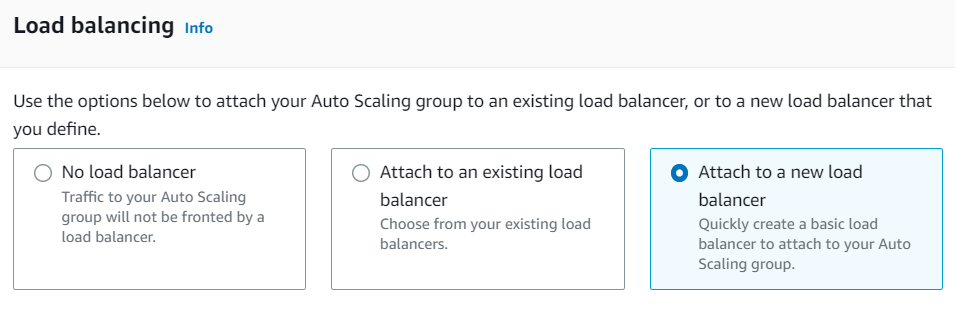 Load balancing Info
Use the options below to attach your Auto Scaling group to an existing load balancer, or to a new load balancer that
you define.
No load balancer
Traffic to your Auto Scaling
group will not be fronted by a
load balancer.
Attach to an existing load
balancer
Choose from your existing load
balancers.
Attach to a new load
balancer
Quickly create a basic load
balancer to attach to your Auto
Scaling group.